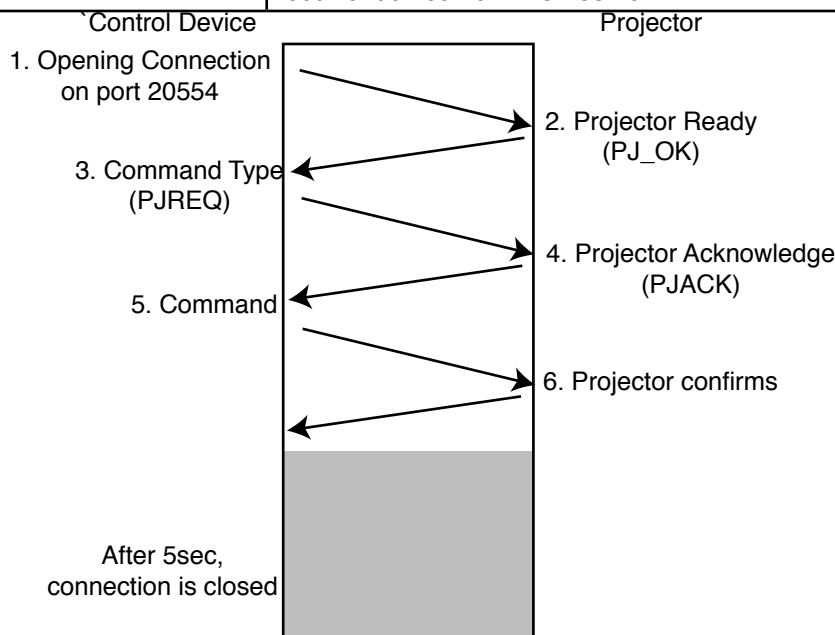 `Control Device
Projector
1. Opening Connection
on port 20554
2. Projector Ready
(PJ_OK)
3. Command Type
(PJREQ)
4. Projector Acknowledge
(PJACK)
5. Command
6. Projector confirms
After 5sec,
connection is closed